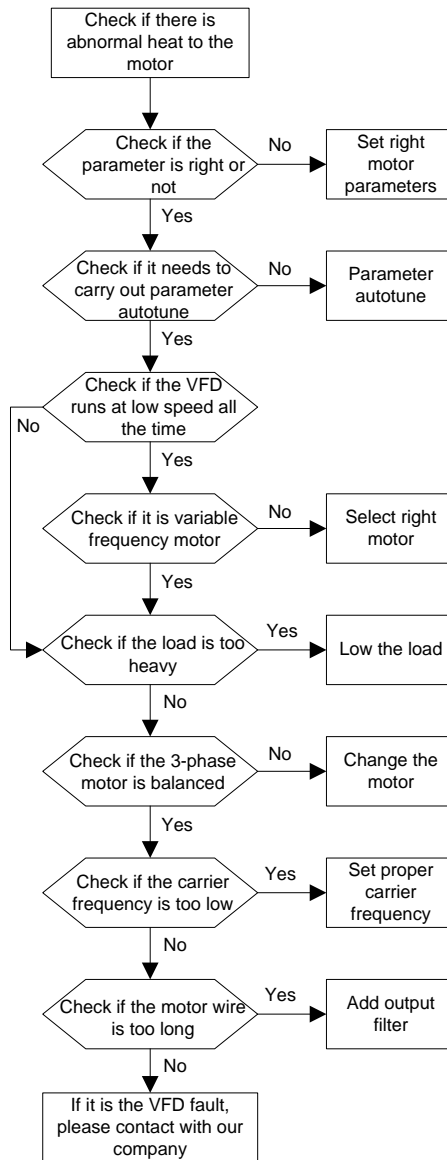 Check if there is
abnormal heat to the
motor
Check if the
parameter is right or
not
No
Set right
motor
parameters
Yes
Check if it needs to
carry out parameter
autotune
No
Parameter
autotune
Yes
Check if the VFD
runs at low speed all
the time
No
Yes
Check if it is variable
frequency motor
No
Select right
motor
Yes
Check if the load is too
heavy
Yes
Low the load
No
Check if the 3-phase
motor is balanced
No
Change the
motor
Yes
Check if the carrier
frequency is too low
Yes
Set proper
carrier
frequency
No
Check if the motor wire
is too long
Yes
Add output
filter
No
If it is the VFD fault,
please contact with our
company